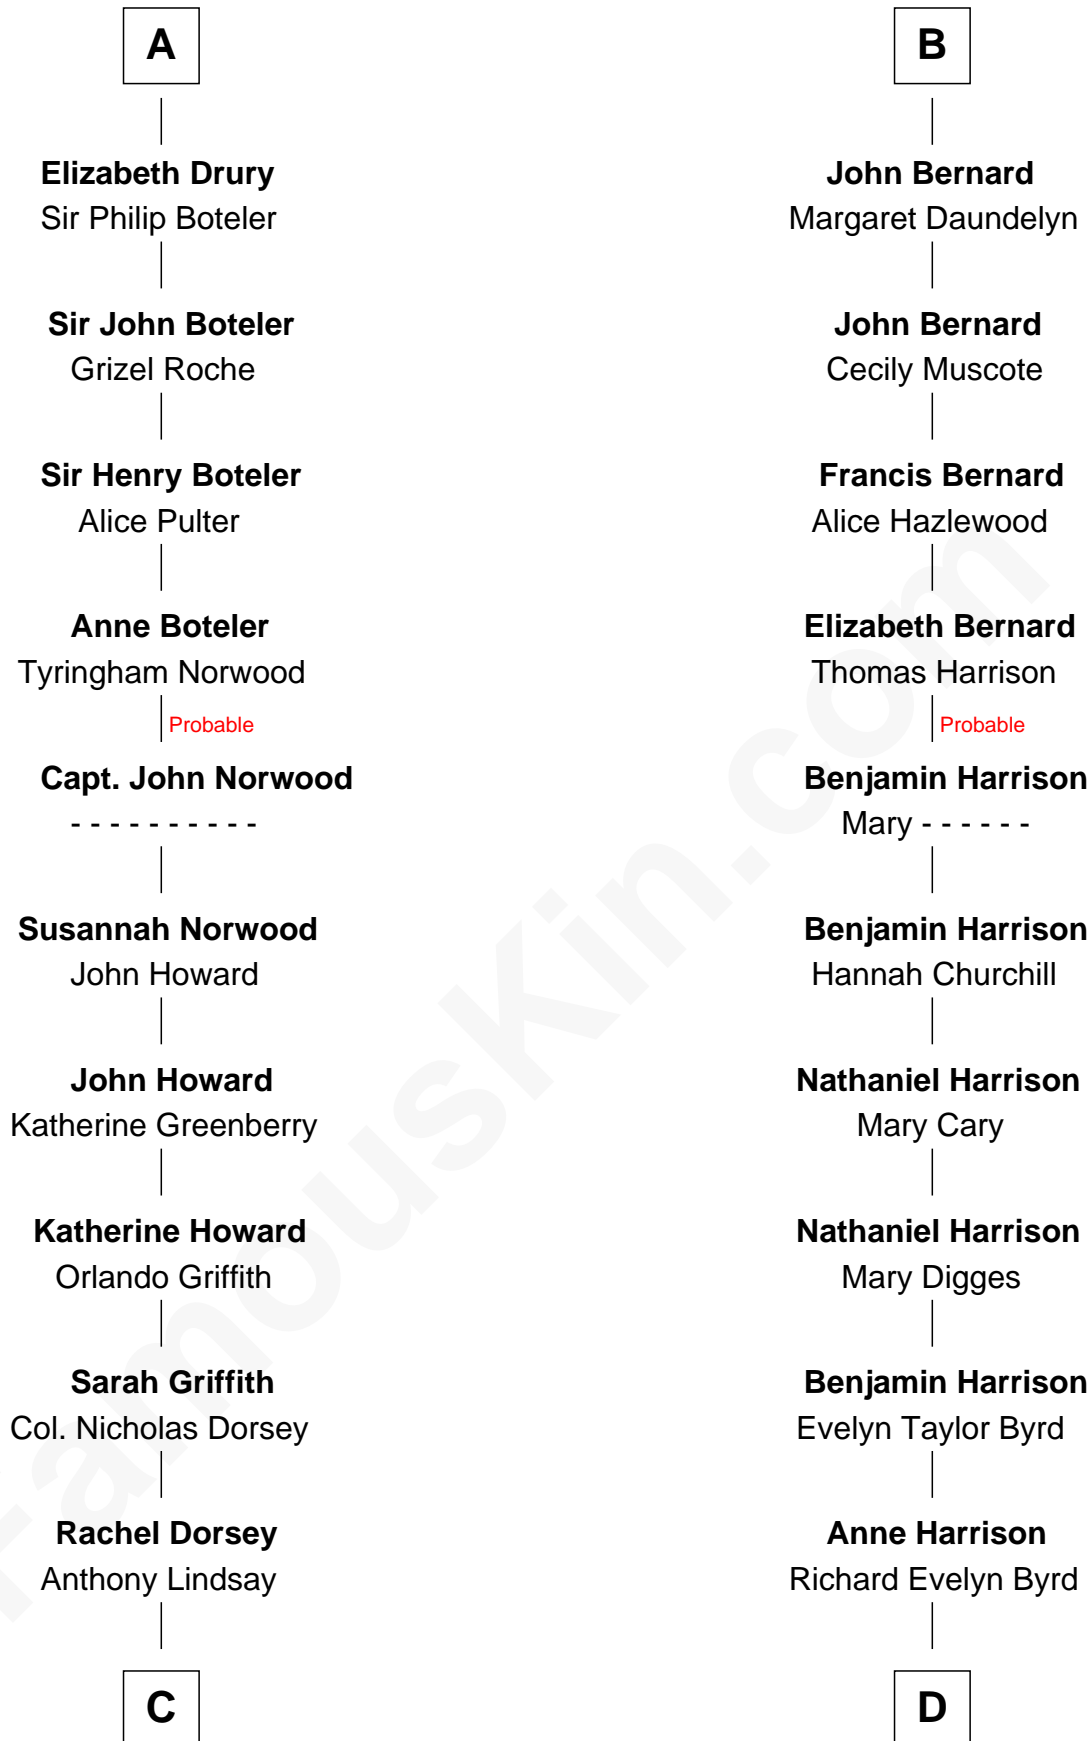 A
Elizabeth Drury
Sir Philip Boteler
Sir John Boteler
Grizel Roche
Sir Henry Boteler
Alice Pulter
Anne Boteler
Tyringham Norwood
Probable
Capt. John Norwood
- - - - - - - - - -
Susannah Norwood
John Howard
John Howard
Katherine Greenberry
Katherine Howard
Orlando Griffith
Sarah Griffith
Col. Nicholas Dorsey
Rachel Dorsey
Anthony Lindsay
C
B
John Bernard
Margaret Daundelyn
John Bernard
Cecily Muscote
Francis Bernard
Alice Hazlewood
Elizabeth Bernard
Thomas Harrison
Probable
Benjamin Harrison
Mary - - - - - -
Benjamin Harrison
Hannah Churchill
Nathaniel Harrison
Mary Cary
Nathaniel Harrison
Mary Digges
Benjamin Harrison
Evelyn Taylor Byrd
Anne Harrison
Richard Evelyn Byrd
D
FamousKin.com